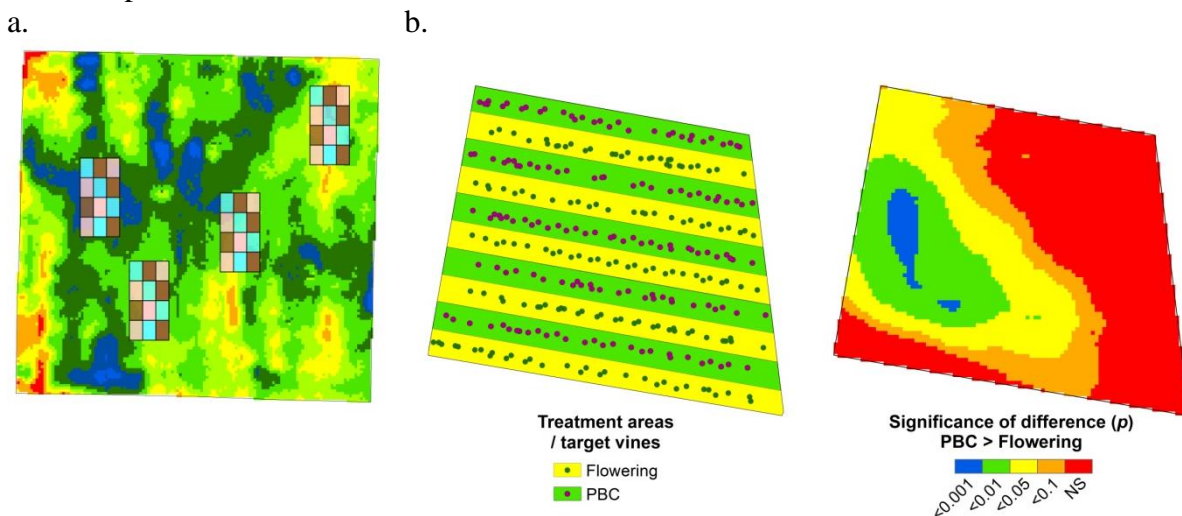 a.
b.
Treatment areas
/ target vines
Flowering
PBC
Significance of difference (p)
PBC > Flowering
<0.001
<0.01
<0.05
<0.1
NS